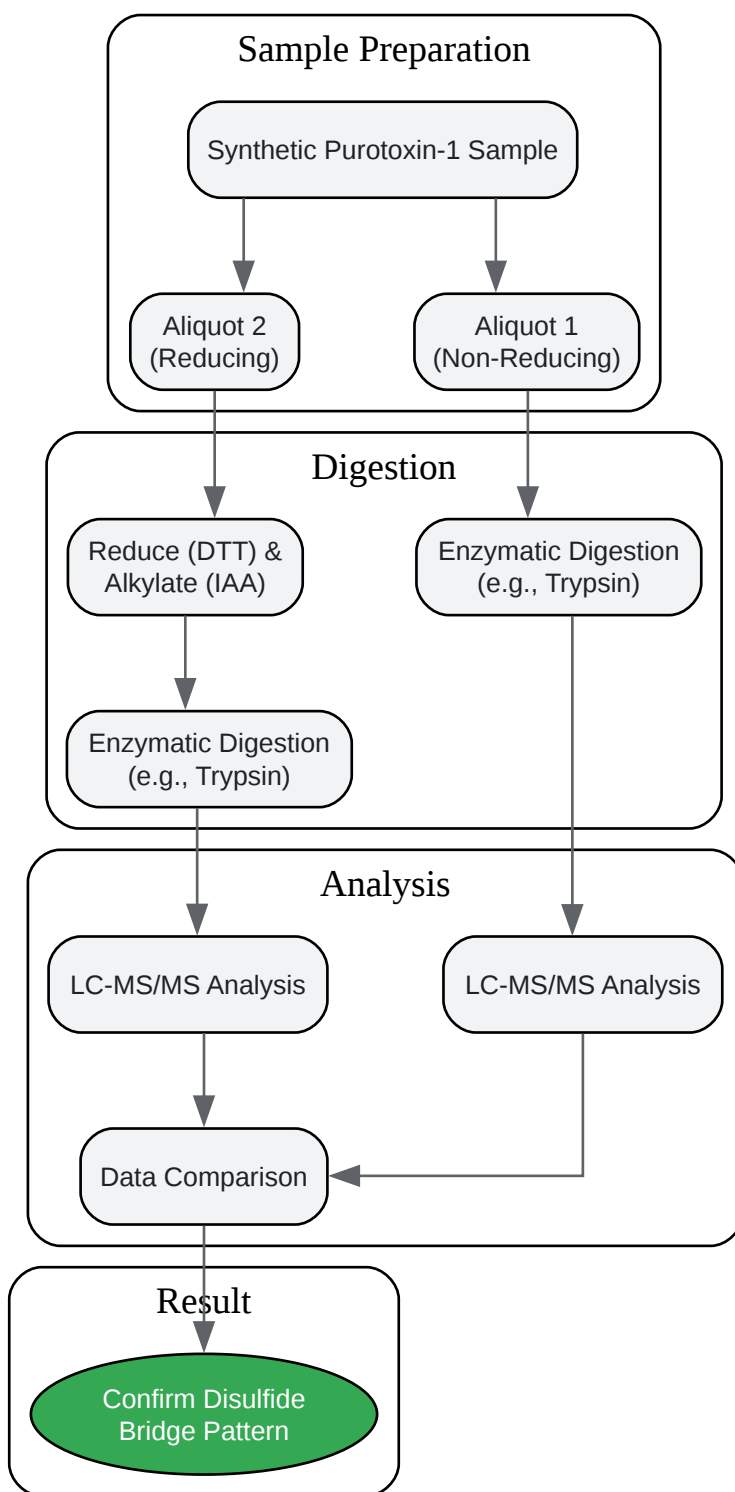 Sample Preparation
Synthetic Purotoxin-1 Sample
Aliquot 2
(Reducing)
Aliquot 1
(Non-Reducing)
Digestion
Reduce (DTT) &
Alkylate (IAA)
Enzymatic Digestion
(e.g., Trypsin)
Enzymatic Digestion
(e.g., Trypsin)
Analysis
LC-MS/MS Analysis
LC-MS/MS Analysis
Data Comparison
Result
Confirm Disulfide
Bridge Pattern